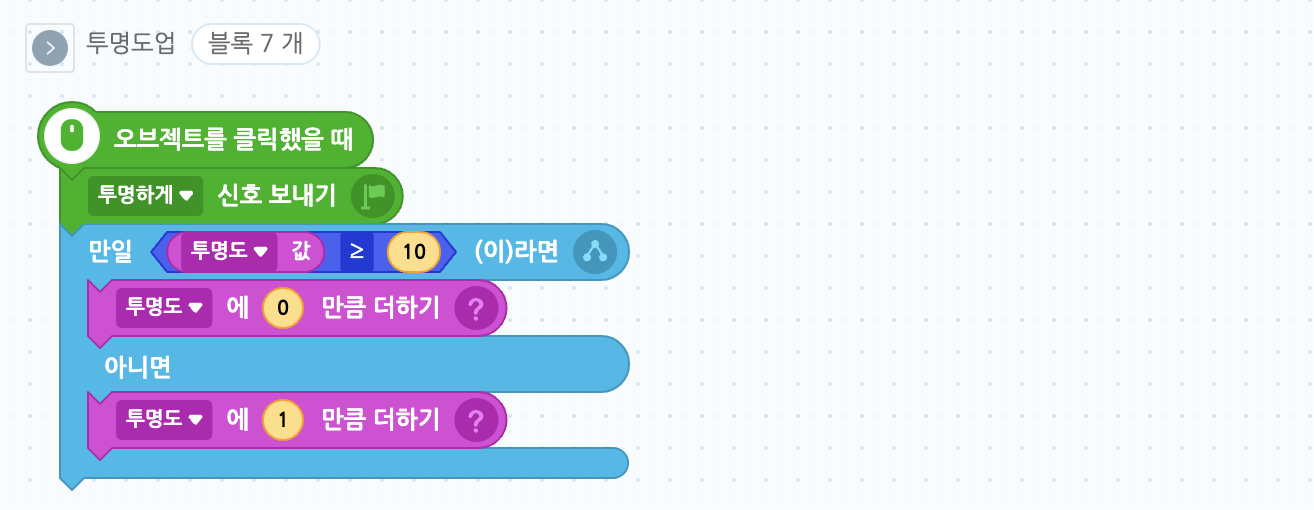 투명도업 블록 7 개
오브젝트를 클릭했을 때
투명하게 신호 보내기
만일 투명도 값 ≥ 10 (이)라면
투명도 에 0 만큼 더하기 ?
아니면
투명도 에 1 만큼 더하기 ?